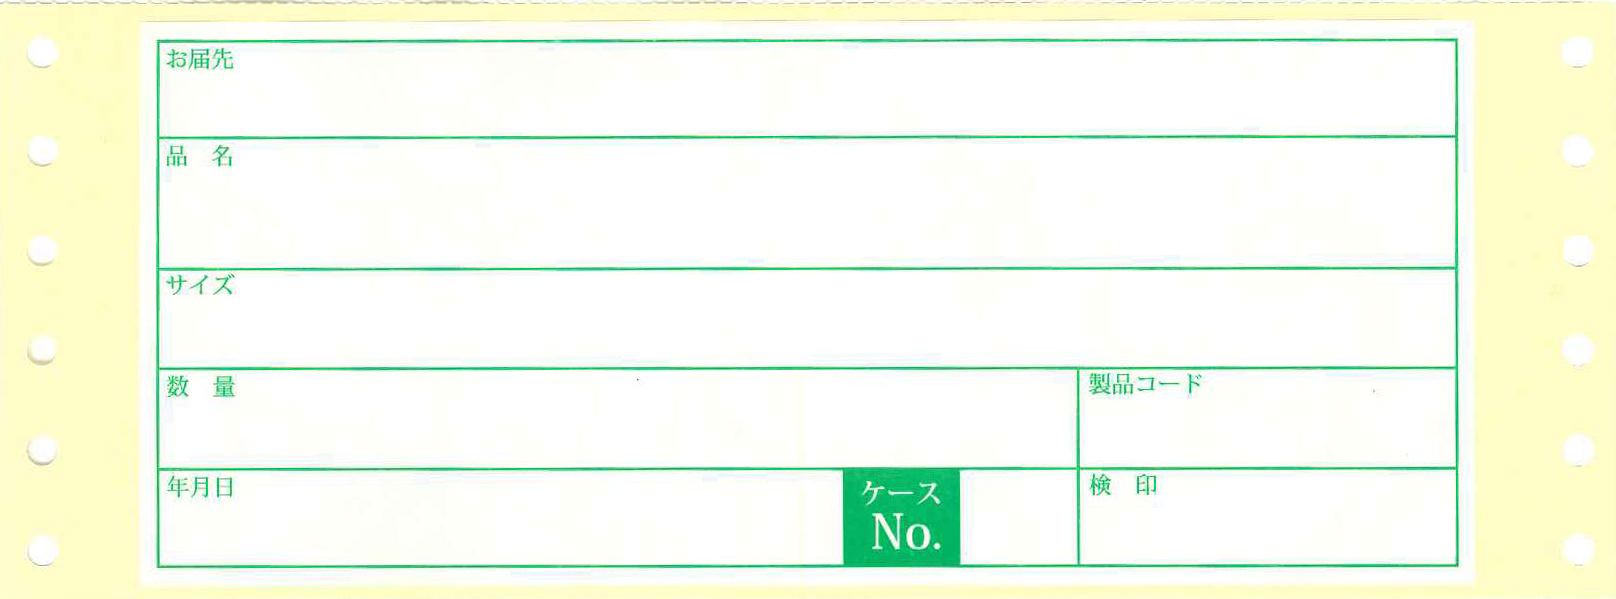 お届先
品　名
サイズ
数　量
製品コード
年月日
ケース
No.
検　印